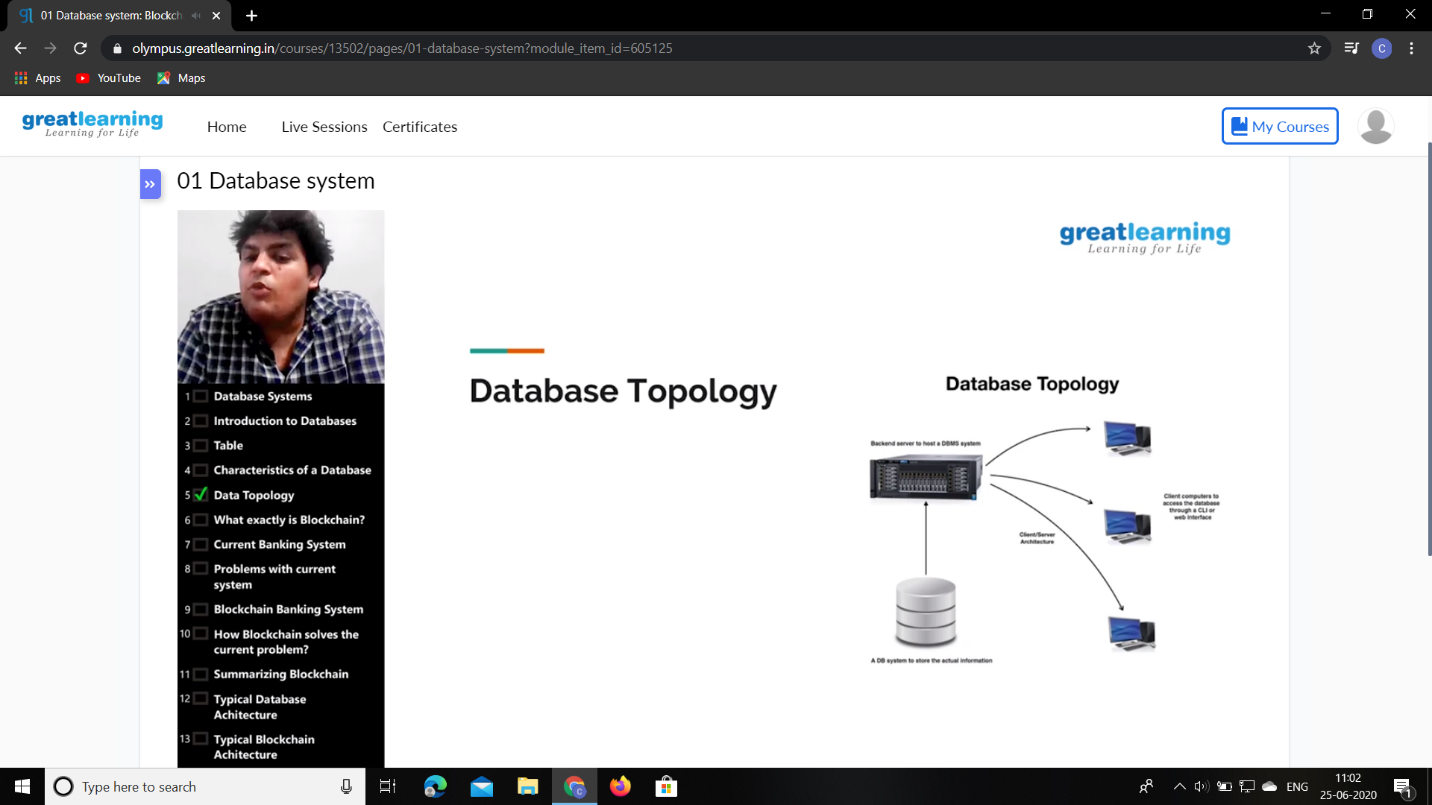 01 Database system: Blockch
olympus.greatlearning.in/courses/13502/pages/01-database-system?module_item_id=605125
C
Apps
YouTube
Maps
greatlearning
Learning for Life
Home
Live Sessions
Certificates
My Courses
01 Database system
greatlearning
Learning for Life
Database Topology
Database Topology
Backend server to host a DBMS system
Client computers to
access the database
through a CLI or
web interface
Client/Server
Architecture
A DB system to store the actual information
1 Database Systems
2 Introduction to Databases
3 Table
4 Characteristics of a Database
5 Data Topology
6 What exactly is Blockchain?
7 Current Banking System
8 Problems with current
system
9 Blockchain Banking System
10 How Blockchain solves the
current problem?
11 Summarizing Blockchain
12 Typical Database
Achitecture
13 Typical Blockchain
Achitecture
Type here to search
ENG
11:02
25-06-2020
1